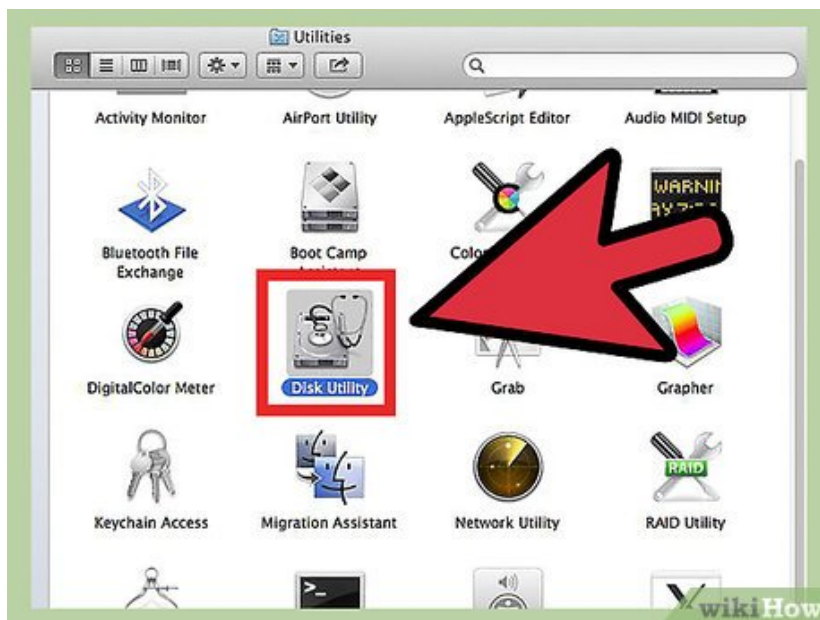 Utilities
Activity Monitor
AirPort Utility
AppleScript Editor
Audio MIDI Setup
WARNIN
Bluetooth File
Exchange
Boot Camp
DigitalColor Meter
Disk Utility
Grab
Grapher
Keychain Access
Migration Assistant
Network Utility
RAID
RAID Utility
>_
X
wikiHow